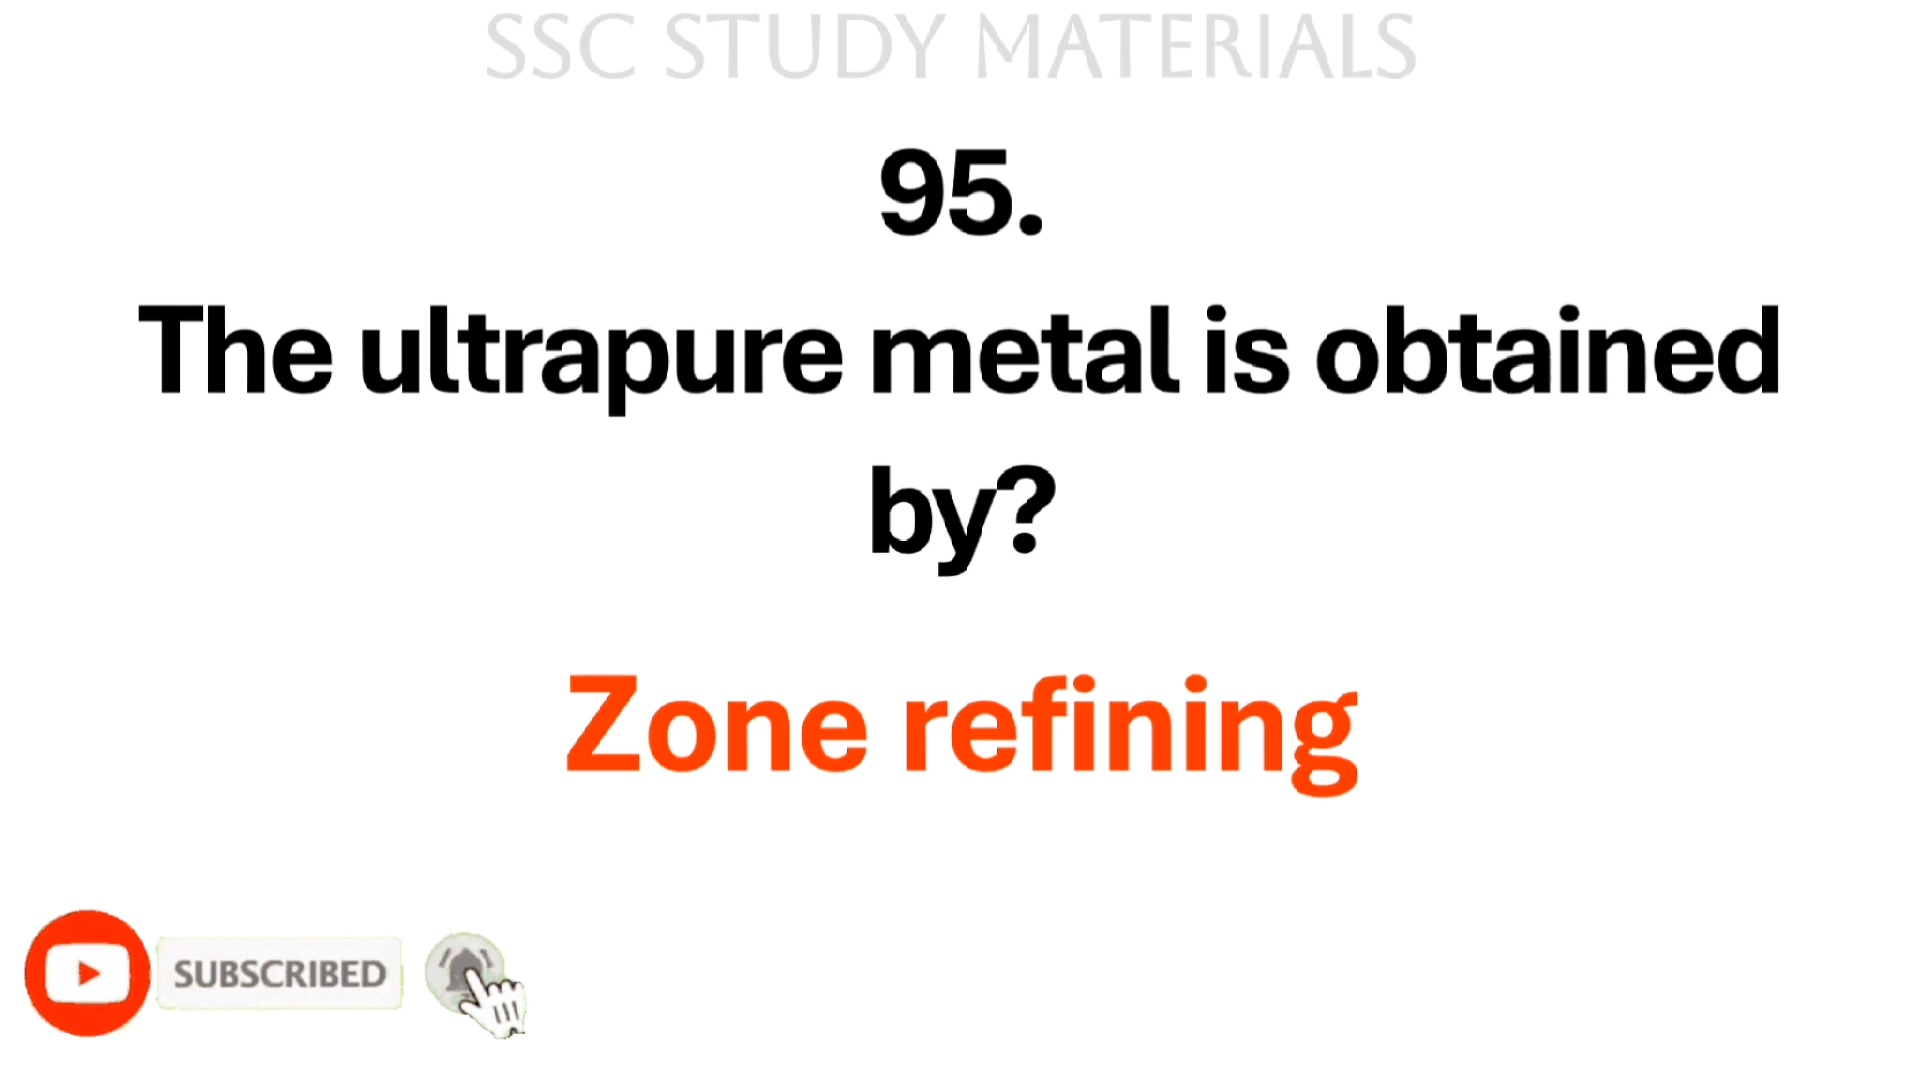 SSC STUDY MATERIALS
95.
The ultrapure metal is obtained
by?
Zone refining
SUBSCRIBED